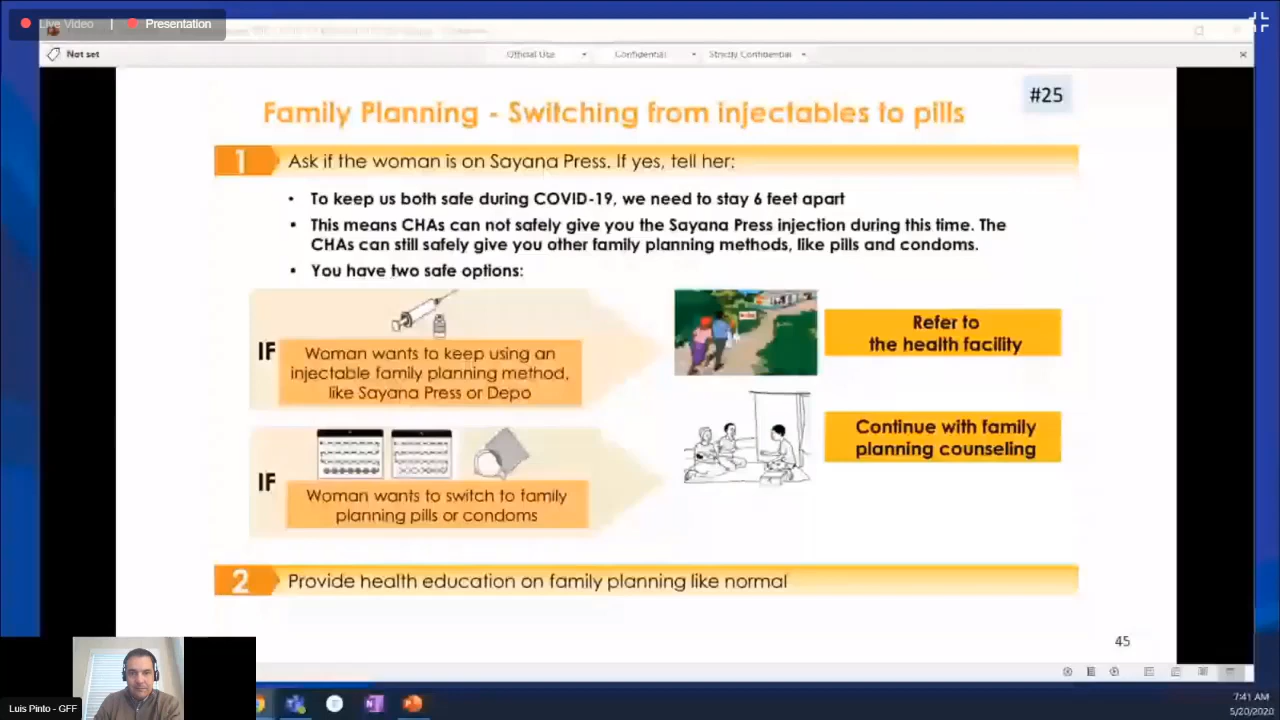 Live Video | Presentation
Not set
Official Use
Confidential
Strictly Confidential
#25
Family Planning - Switching from injectables to pills
1 Ask if the woman is on Sayana Press. If yes, tell her:
• To keep us both safe during COVID-19, we need to stay 6 feet apart
• This means CHAs can not safely give you the Sayana Press injection during this time. The
CHAs can still safely give you other family planning methods, like pills and condoms.
• You have two safe options:
IF
Woman wants to keep using an
injectable family planning method,
like Sayana Press or Depo
Refer to
the health facility
IF
Woman wants to switch to family
planning pills or condoms
Continue with family
planning counseling
2 Provide health education on family planning like normal
45
Luis Pinto - GFF
7:41 AM
5/20/2020